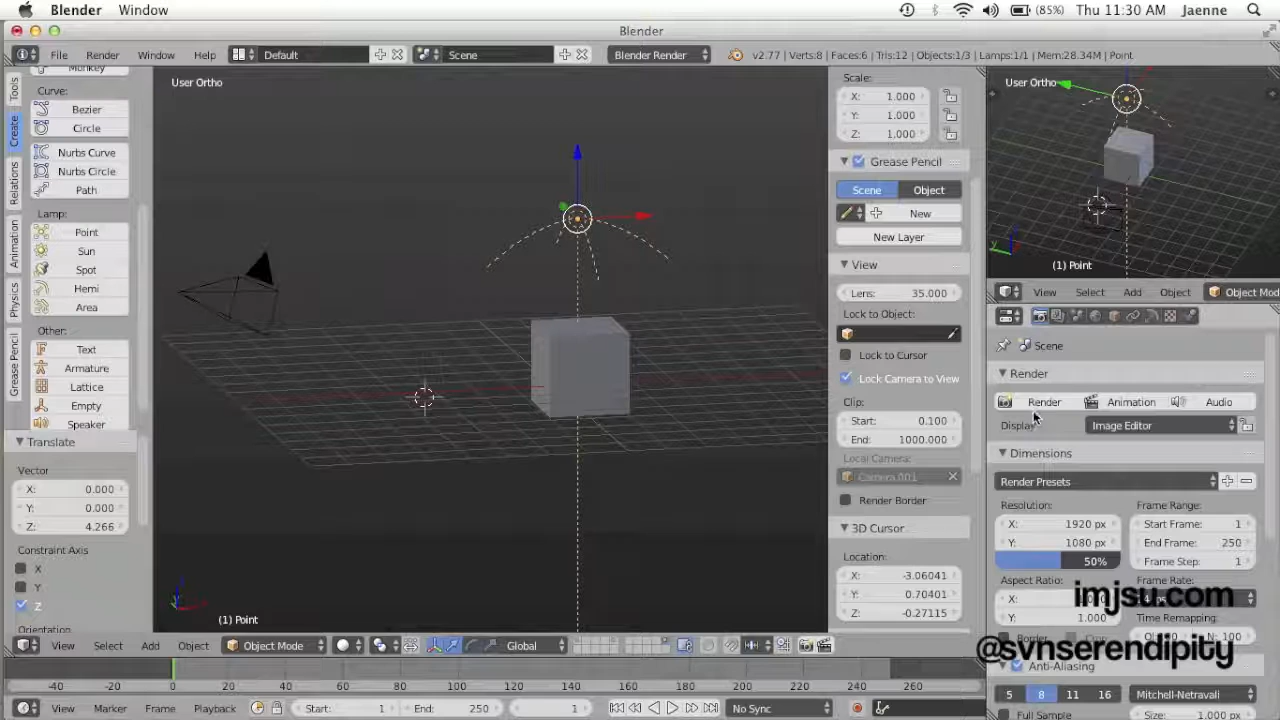 Blender Window (85%) Thu 11:30 AM Jaenne
Blender
File Render Window Help Default Scene Blender Render v2.77 | Verts:8 | Faces:6 | Tris:12 | Objects:1/3 | Lamps:1/1 | Mem:28.34M | Point
Tools
Create
Relations
Animation
Physics
Grease Pencil
Monkey
Curve:
Bezier
Circle
Nurbs Curve
Nurbs Circle
Path
Lamp:
Point
Sun
Spot
Hemi
Area
Other:
Text
Armature
Lattice
Empty
Speaker
Translate
Vector
X: 0.000
Y: 0.000
Z: 4.266
Constraint Axis
X
Y
Z
Orientation
User Ortho
(1) Point
View Select Add Object Object Mode Global
Scale:
X: 1.000
Y: 1.000
Z: 1.000
Grease Pencil
Scene Object
New
New Layer
View
Lens: 35.000
Lock to Object:
Lock to Cursor
Lock Camera to View
Clip:
Start: 0.100
End: 1000.000
Local Camera:
Camera.001
Render Border
3D Cursor
Location:
X: -3.06041
Y: 0.70401
Z: -0.27115
User Ortho
y
(1) Point
View Select Add Object Object Mod
Scene
Render
Render Animation Audio
Display Image Editor
Dimensions
Render Presets
Resolution: Frame Range:
X: 1920 px Start Frame: 1
Y: 1080 px End Frame: 250
50% Frame Step: 1
Aspect Ratio: Frame Rate:
X:
Y: 1.000 Time Remapping:
Border N: 100
imjsu.com
@svnserendipity
Anti-Aliasing
5 8 11 16 Mitchell-Netravali
Full Sample Size: 1.000 px
-40 -20 0 20 40 60 80 100 120 140 160 180 200 220 240 260
View Marker Frame Playback Start: 1 End: 250 1 No Sync